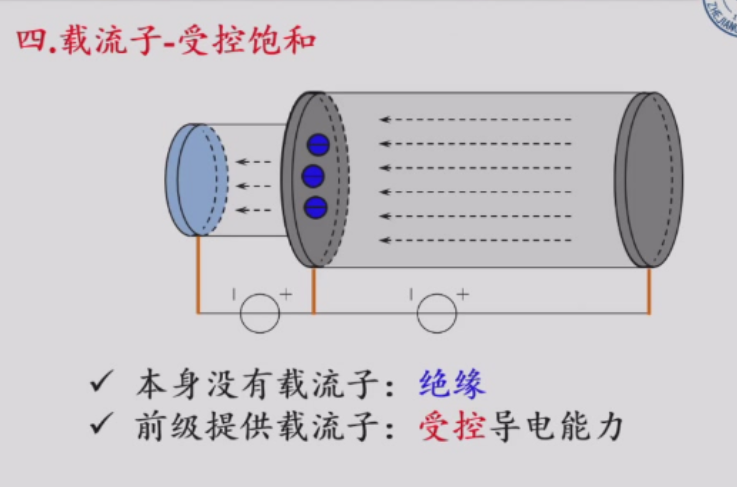 四.载流子-受控饱和
ZHEJIANG
- +
- +
✓ 本身没有载流子：绝缘
✓ 前级提供载流子：受控导电能力